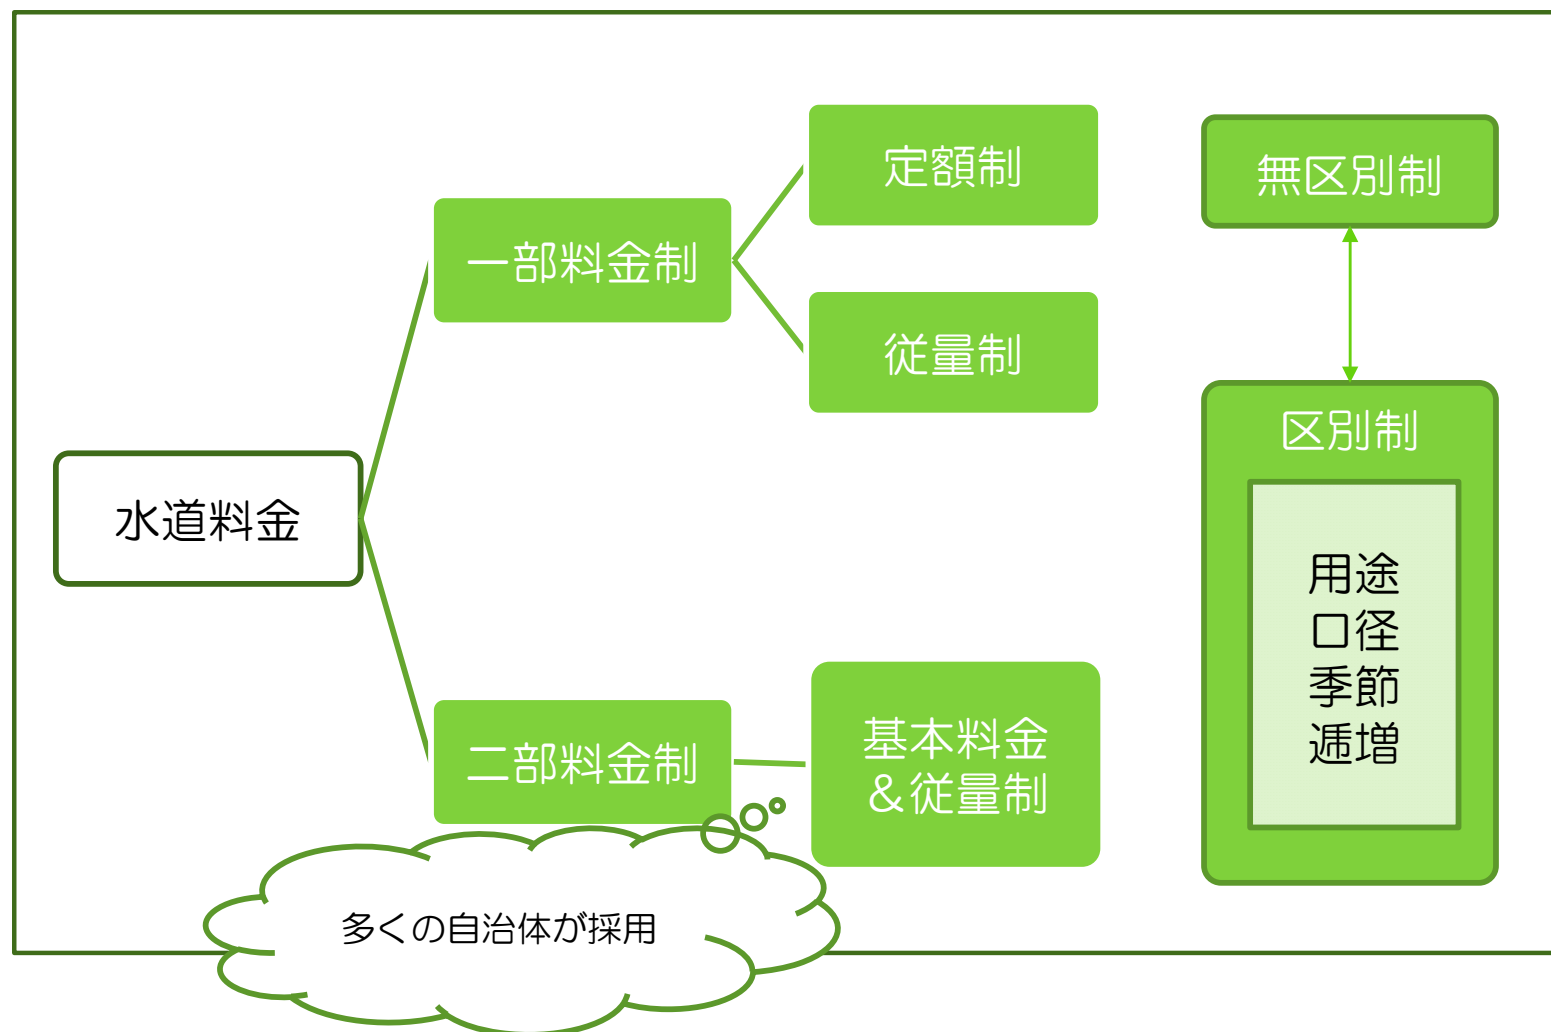 水道料金
一部料金制
定額制
従量制
二部料金制
基本料金
&従量制
多くの自治体が採用
無区別制
区別制
用途
口径
季節
逓増